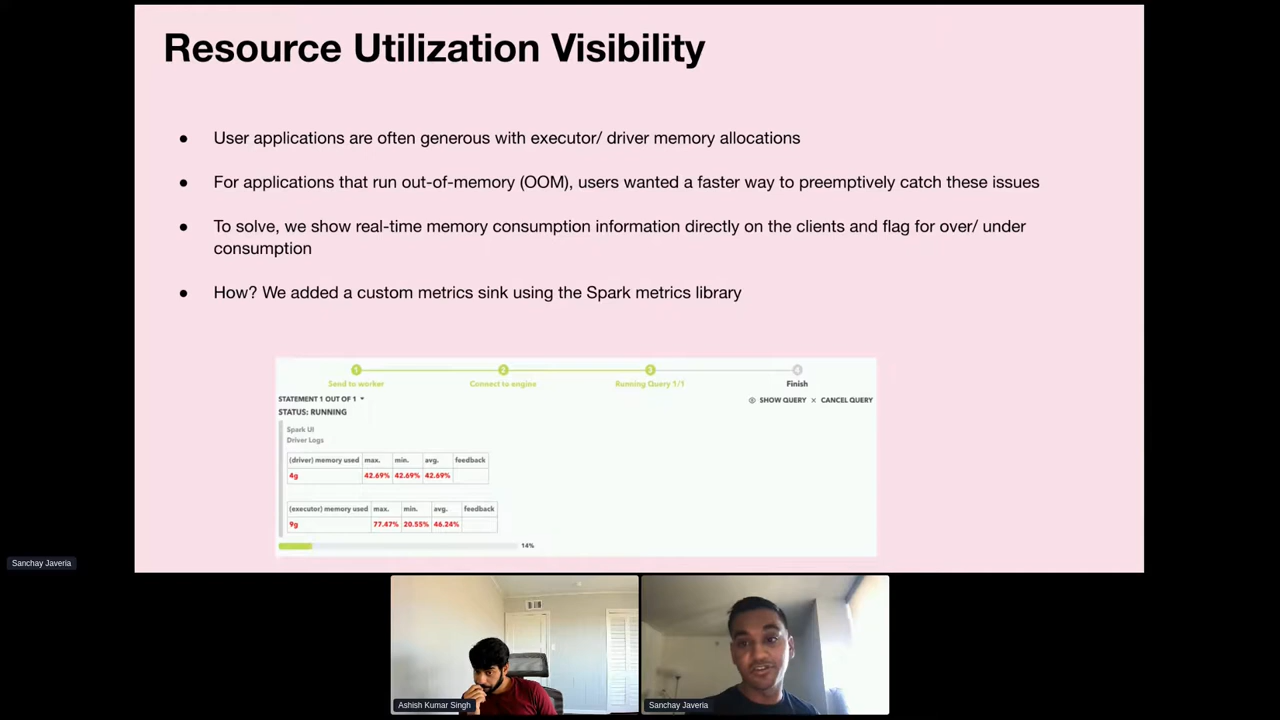 Resource Utilization Visibility
● User applications are often generous with executor/ driver memory allocations
● For applications that run out-of-memory (OOM), users wanted a faster way to preemptively catch these issues
● To solve, we show real-time memory consumption information directly on the clients and flag for over/ under
consumption
● How? We added a custom metrics sink using the Spark metrics library
1 2 3 4
Send to worker Connect to engine Running Query 1/1 Finish
STATEMENT 1 OUT OF 1 SHOW QUERY × CANCEL QUERY
STATUS: RUNNING
Spark UI
Driver Logs
(driver) memory used max. min. avg. feedback
4g 42.69% 42.69% 42.69%
(executor) memory used max. min. avg. feedback
9g 77.47% 20.55% 46.24%
14%
Sanchay Javeria
Ashish Kumar Singh Sanchay Javeria